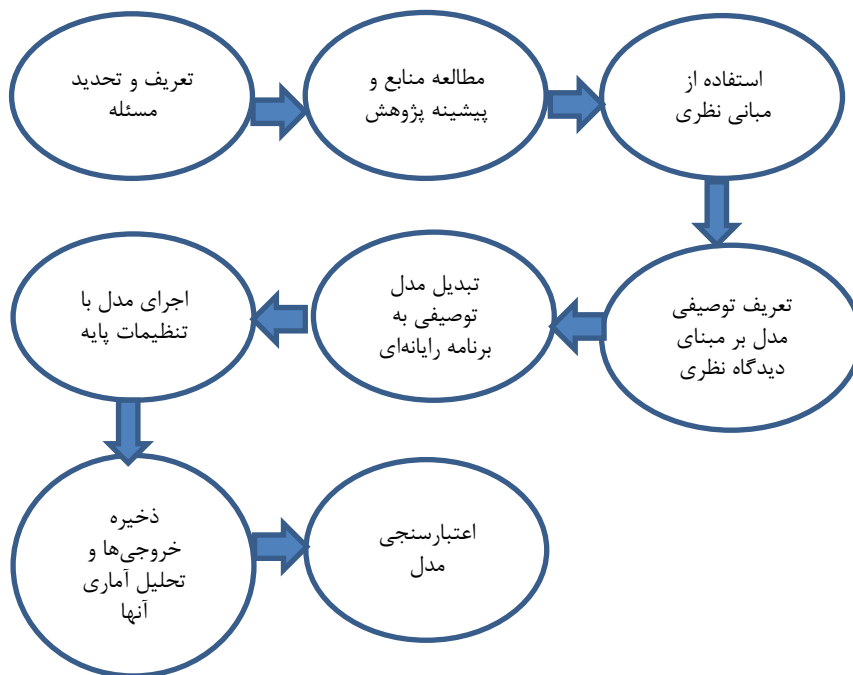 تعریف و تحدید
مسئله
مطالعه منابع و
پیشینه پژوهش
استفاده از
مبانی نظری
تعریف توصیفی
مدل بر مبنای
دیدگاه نظری
تبدیل مدل
توصیفی به
برنامه رایانه‌ای
اجرای مدل با
تنظیمات پایه
ذخیره
خروجی‌ها و
تحلیل آماری
آنها
اعتبارسنجی
مدل